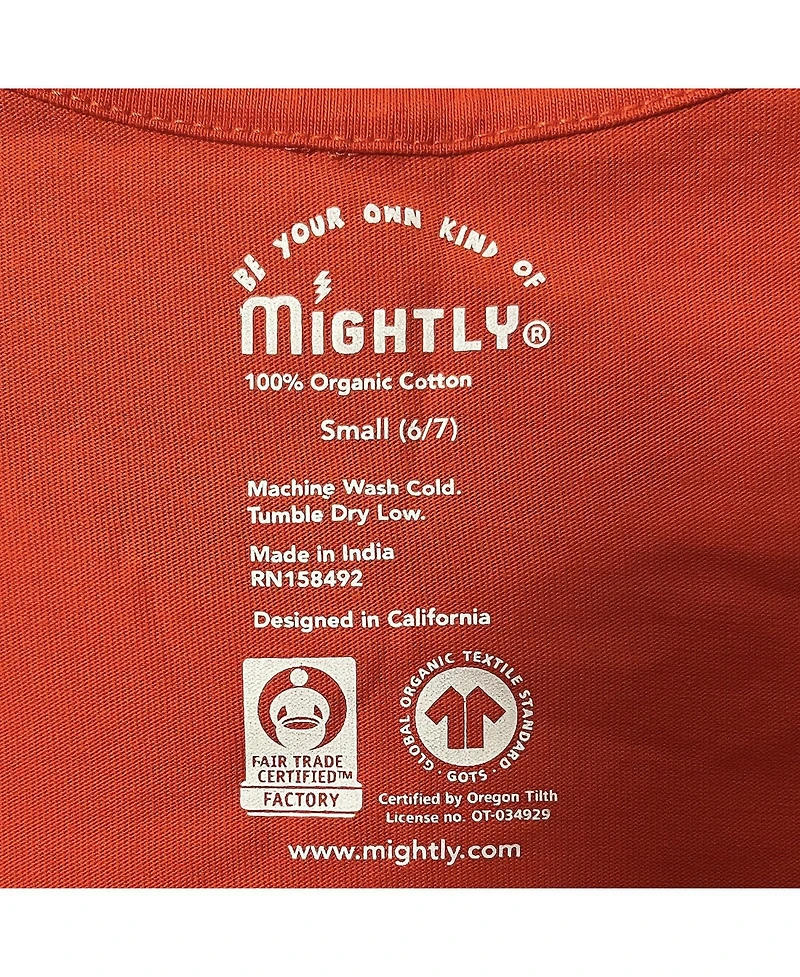 BE YOUR OWN KIND OF
MiGHTLY®
100% Organic Cotton
Small (6/7)
Machine Wash Cold.
Tumble Dry Low.
Made in India
RN158492
Designed in California
FAIR TRADE
CERTIFIED™
FACTORY
GLOBAL ORGANIC TEXTILE STANDARD
· GOTS ·
Certified by Oregon Tilth
License no. OT-034929
www.mightly.com